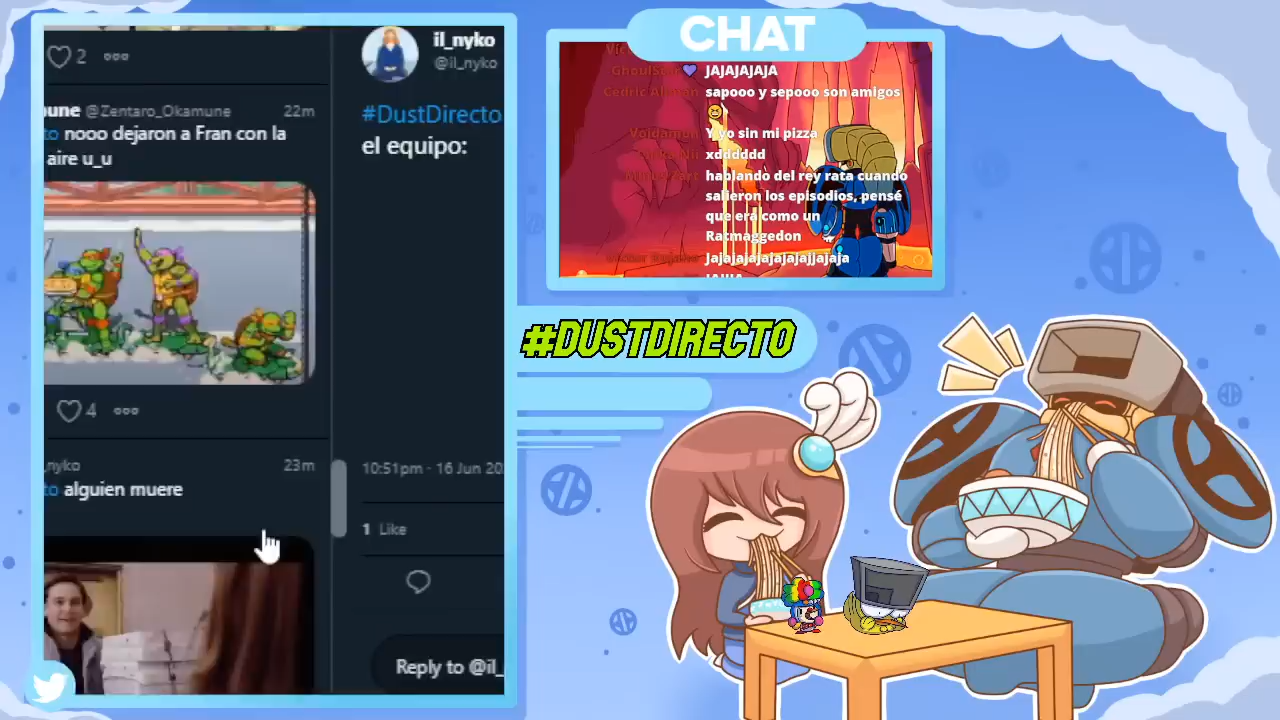 2
il_nyko
@il_nyko
une @Zentaro_Okamune 22m
to nooo dejaron a Fran con la
aire u_u
#DustDirecto
el equipo:
4
_nyko 23m
to alguien muere
10:51pm · 16 Jun 20
1 Like
Reply to @il_
CHAT
JAJAJAJAJA
sapooo y sepooo son amigos
Y yo sin mi pizza
xdddddd
hablando del rey rata cuando
salieron los episodios, pensé
que era como un
Ratmaggedon
Jajajajajajajajjajaja
#DUSTDIRECTO